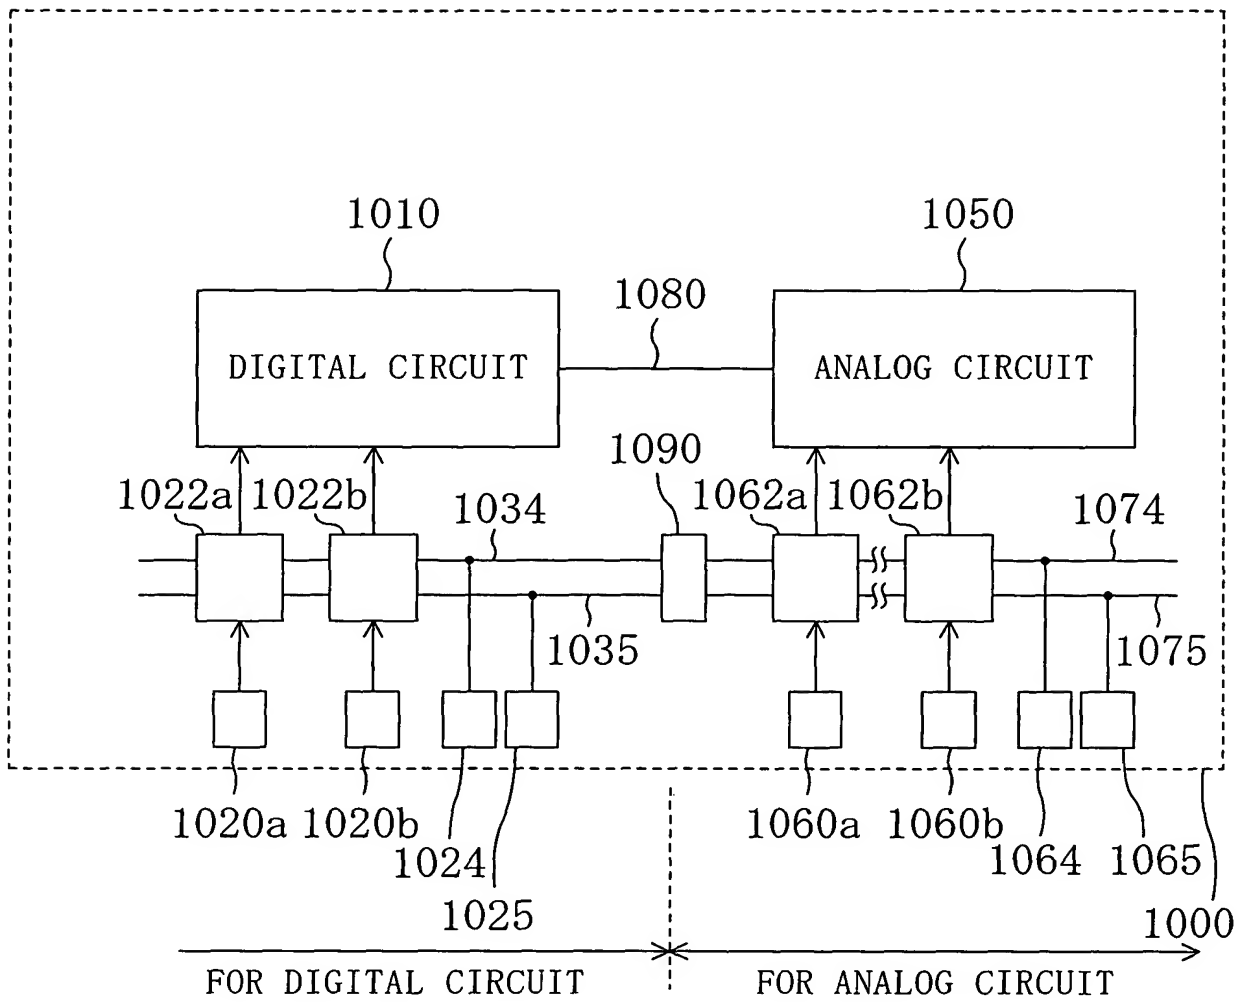 1010
1050
1080
DIGITAL CIRCUIT
ANALOG CIRCUIT
1090
1022a 1022b 1034 1062a 1062b 1074
1035 1075
1020a 1020b 1024 1025 1060a 1060b 1064 1065
1000
FOR DIGITAL CIRCUIT FOR ANALOG CIRCUIT